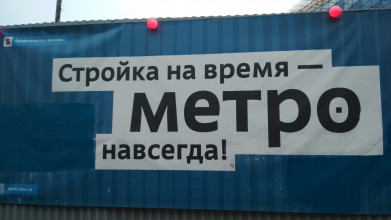 Стройка на время —
метро
навсегда!